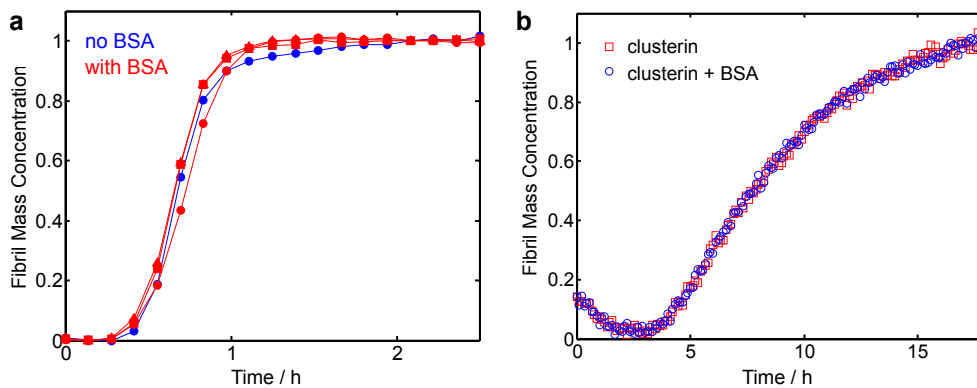 a
no BSA
with BSA
Fibril Mass Concentration
1
0.8
0.6
0.4
0.2
0
0
1
2
Time / h
b
clusterin
clusterin + BSA
Fibril Mass Concentration
1
0.8
0.6
0.4
0.2
0
0
5
10
15
Time / h